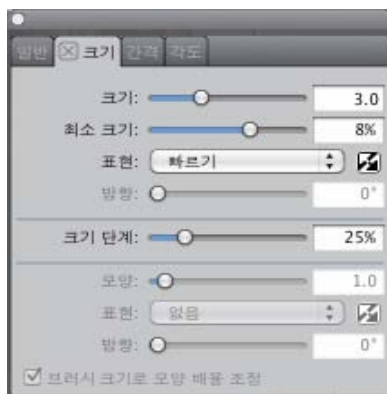 일반 크기 간격 각도
크기: 3.0
최소 크기: 8%
표현: 빠르기
방향: 0°
크기 단계: 25%
모양: 1.0
표현: 없음
방향: 0°
브러시 크기로 모양 배율 조정